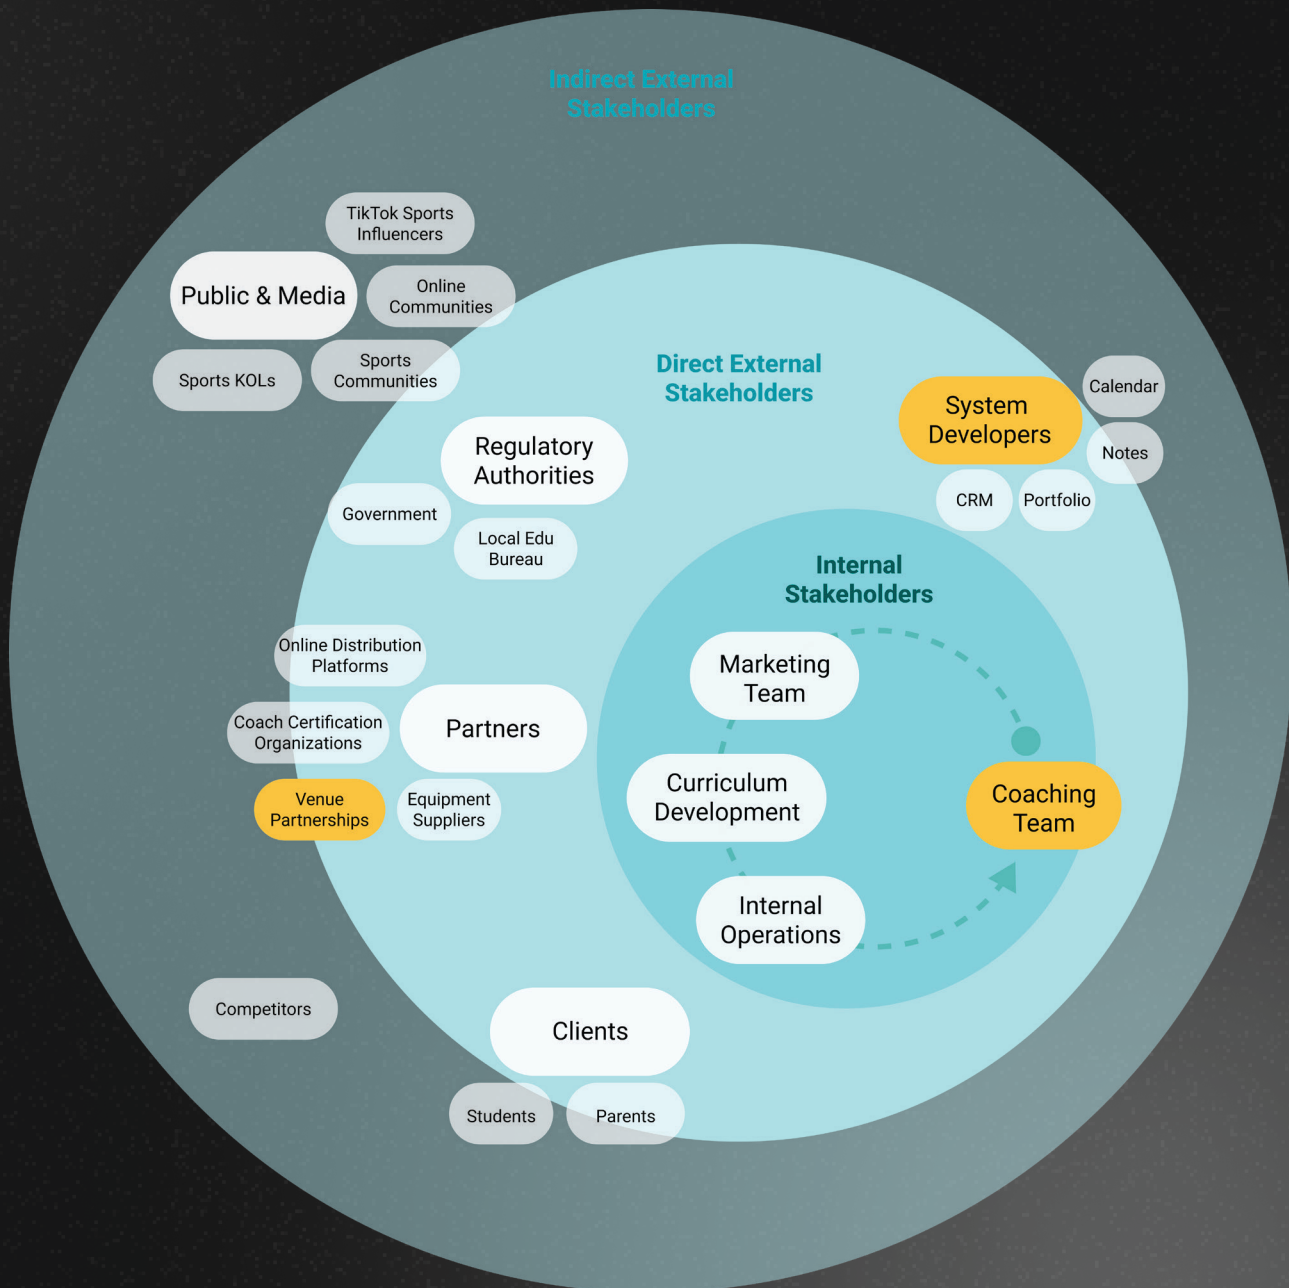 Indirect External
Stakeholders
TikTok Sports
Influencers
Public & Media
Online
Communities
Sports KOLs
Sports
Communities
Direct External
Stakeholders
Regulatory
Authorities
Government
Local Edu
Bureau
System
Developers
Calendar
Notes
CRM
Portfolio
Internal
Stakeholders
Marketing
Team
Curriculum
Development
Internal
Operations
Coaching
Team
Online Distribution
Platforms
Coach Certification
Organizations
Partners
Venue
Partnerships
Equipment
Suppliers
Competitors
Clients
Students
Parents